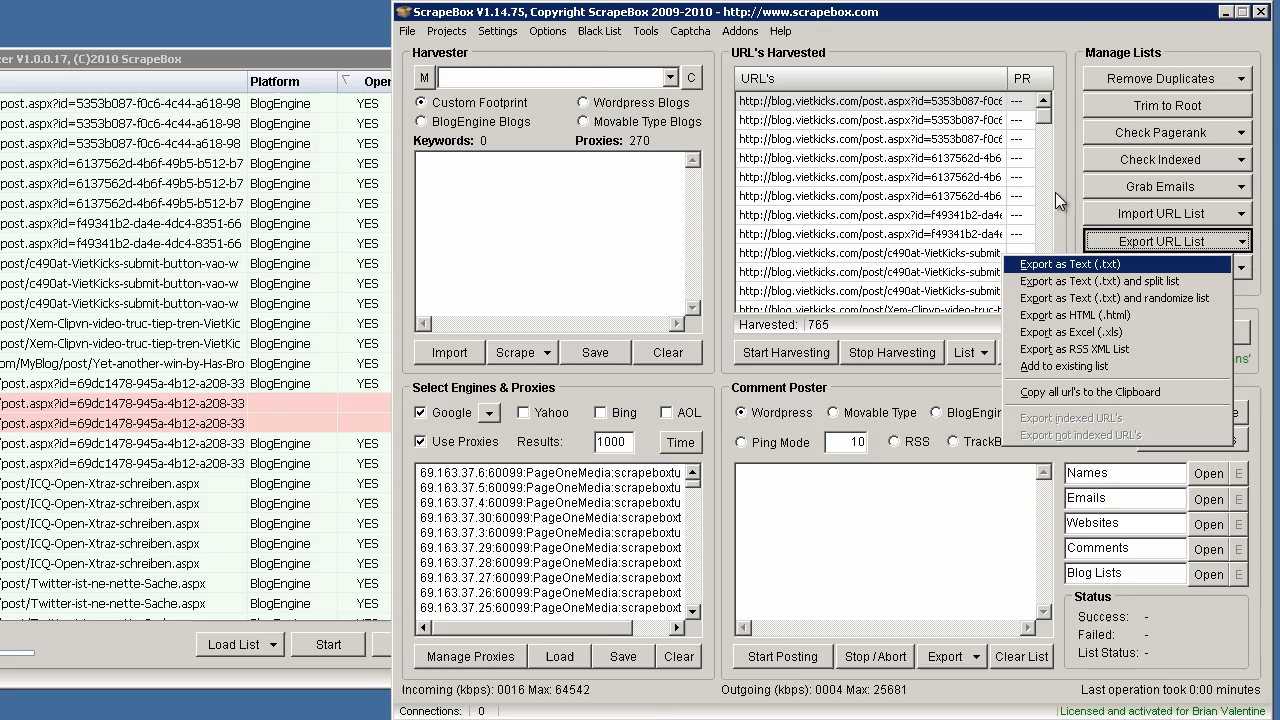 zer V1.0.0.17, (C)2010 ScrapeBox
Platform Open
post.aspx?id=5353b087-f0c6-4c44-a618-98 BlogEngine YES
post.aspx?id=5353b087-f0c6-4c44-a618-98 BlogEngine YES
post.aspx?id=5353b087-f0c6-4c44-a618-98 BlogEngine YES
post.aspx?id=6137562d-4b6f-49b5-b512-b7 BlogEngine YES
post.aspx?id=6137562d-4b6f-49b5-b512-b7 BlogEngine YES
post.aspx?id=6137562d-4b6f-49b5-b512-b7 BlogEngine YES
post.aspx?id=f49341b2-da4e-4dc4-8351-66 BlogEngine YES
post.aspx?id=f49341b2-da4e-4dc4-8351-66 BlogEngine YES
post/c490at-VietKicks-submit-button-vao-w BlogEngine YES
post/c490at-VietKicks-submit-button-vao-w BlogEngine YES
post/c490at-VietKicks-submit-button-vao-w BlogEngine YES
post/Xem-Clipvn-video-truc-tiep-tren-VietKic BlogEngine YES
post/Xem-Clipvn-video-truc-tiep-tren-VietKic BlogEngine YES
om/MyBlog/post/Yet-another-win-by-Has-Bro BlogEngine YES
post.aspx?id=69dc1478-945a-4b12-a208-33 BlogEngine YES
post.aspx?id=69dc1478-945a-4b12-a208-33
post.aspx?id=69dc1478-945a-4b12-a208-33
post.aspx?id=69dc1478-945a-4b12-a208-33 BlogEngine YES
post.aspx?id=69dc1478-945a-4b12-a208-33 BlogEngine YES
post/ICQ-Open-Xtraz-schreiben.aspx BlogEngine YES
post/ICQ-Open-Xtraz-schreiben.aspx BlogEngine YES
post/ICQ-Open-Xtraz-schreiben.aspx BlogEngine YES
post/ICQ-Open-Xtraz-schreiben.aspx BlogEngine YES
post/ICQ-Open-Xtraz-schreiben.aspx BlogEngine YES
/post/Twitter-ist-ne-nette-Sache.aspx BlogEngine YES
/post/Twitter-ist-ne-nette-Sache.aspx BlogEngine YES
Load List Start
ScrapeBox V1.14.75, Copyright ScrapeBox 2009-2010 - http://www.scrapebox.com
File Projects Settings Options Black List Tools Captcha Addons Help
Harvester
M C
Custom Footprint Wordpress Blogs
BlogEngine Blogs Movable Type Blogs
Keywords: 0 Proxies: 270
Import Scrape Save Clear
URL's Harvested
URL's PR
http://blog.vietkicks.com/post.aspx?id=5353b087-f0c6 ---
http://blog.vietkicks.com/post.aspx?id=5353b087-f0c6 ---
http://blog.vietkicks.com/post.aspx?id=5353b087-f0c6 ---
http://blog.vietkicks.com/post.aspx?id=6137562d-4b6 ---
http://blog.vietkicks.com/post.aspx?id=6137562d-4b6 ---
http://blog.vietkicks.com/post.aspx?id=6137562d-4b6 ---
http://blog.vietkicks.com/post.aspx?id=f49341b2-da4e ---
http://blog.vietkicks.com/post.aspx?id=f49341b2-da4e ---
http://blog.vietkicks.com/post/c490at-VietKicks-submit
http://blog.vietkicks.com/post/c490at-VietKicks-submit
http://blog.vietkicks.com/post/c490at-VietKicks-submit
http://blog.vietkicks.com/post/Xem-Clipvn-video-truc-tiep
Harvested: 765
Start Harvesting Stop Harvesting List
Manage Lists
Remove Duplicates
Trim to Root
Check Pagerank
Check Indexed
Grab Emails
Import URL List
Export URL List
Export as Text (.txt)
Export as Text (.txt) and split list
Export as Text (.txt) and randomize list
Export as HTML (.html)
Export as Excel (.xls)
Export as RSS XML List
Add to existing list
Copy all url's to the Clipboard
Export indexed URL's
Export not indexed URL's
ons'
Select Engines & Proxies
Google Yahoo Bing AOL
Use Proxies Results: 1000 Time
69.163.37.6:60099:PageOneMedia:scrapeboxtu
69.163.37.5:60099:PageOneMedia:scrapeboxtu
69.163.37.4:60099:PageOneMedia:scrapeboxtu
69.163.37.30:60099:PageOneMedia:scrapeboxt
69.163.37.3:60099:PageOneMedia:scrapeboxtu
69.163.37.29:60099:PageOneMedia:scrapeboxt
69.163.37.28:60099:PageOneMedia:scrapeboxt
69.163.37.27:60099:PageOneMedia:scrapeboxt
69.163.37.26:60099:PageOneMedia:scrapeboxt
69.163.37.25:60099:PageOneMedia:scrapeboxt
Manage Proxies Load Save Clear
Comment Poster
Wordpress Movable Type BlogEngin
Ping Mode 10 RSS TrackB
Start Posting Stop / Abort Export Clear List
Names Open E
Emails Open E
Websites Open E
Comments Open E
Blog Lists Open E
Status
Success: -
Failed: -
List Status: -
Incoming (kbps): 0016 Max: 64542 Outgoing (kbps): 0004 Max: 25681 Last operation took 0:00 minutes
Connections: 0 Licensed and activated for Brian Valentine